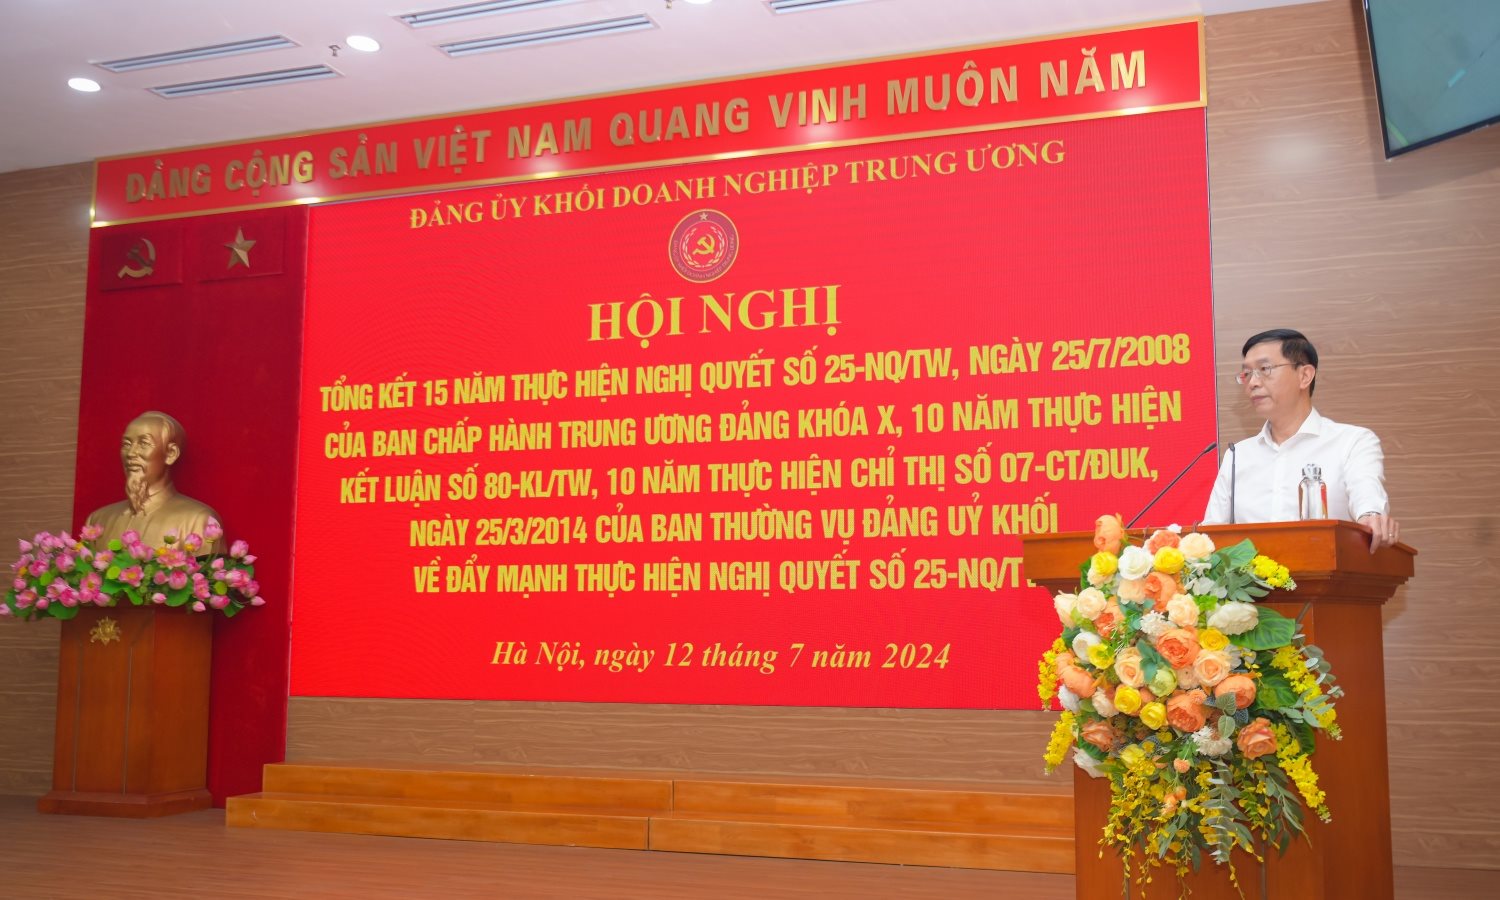 ĐẢNG CỘNG SẢN VIỆT NAM QUANG VINH MUÔN NĂM
ĐẢNG ỦY KHỐI DOANH NGHIỆP TRUNG ƯƠNG
HỘI NGHỊ
TỔNG KẾT 15 NĂM THỰC HIỆN NGHỊ QUYẾT SỐ 25-NQ/TW, NGÀY 25/7/2008
CỦA BAN CHẤP HÀNH TRUNG ƯƠNG ĐẢNG KHÓA X, 10 NĂM THỰC HIỆN
KẾT LUẬN SỐ 80-KL/TW, 10 NĂM THỰC HIỆN CHỈ THỊ SỐ 07-CT/ĐUK,
NGÀY 25/3/2014 CỦA BAN THƯỜNG VỤ ĐẢNG UỶ KHỐI
VỀ ĐẨY MẠNH THỰC HIỆN NGHỊ QUYẾT SỐ 25-NQ/T
Hà Nội, ngày 12 tháng 7 năm 2024